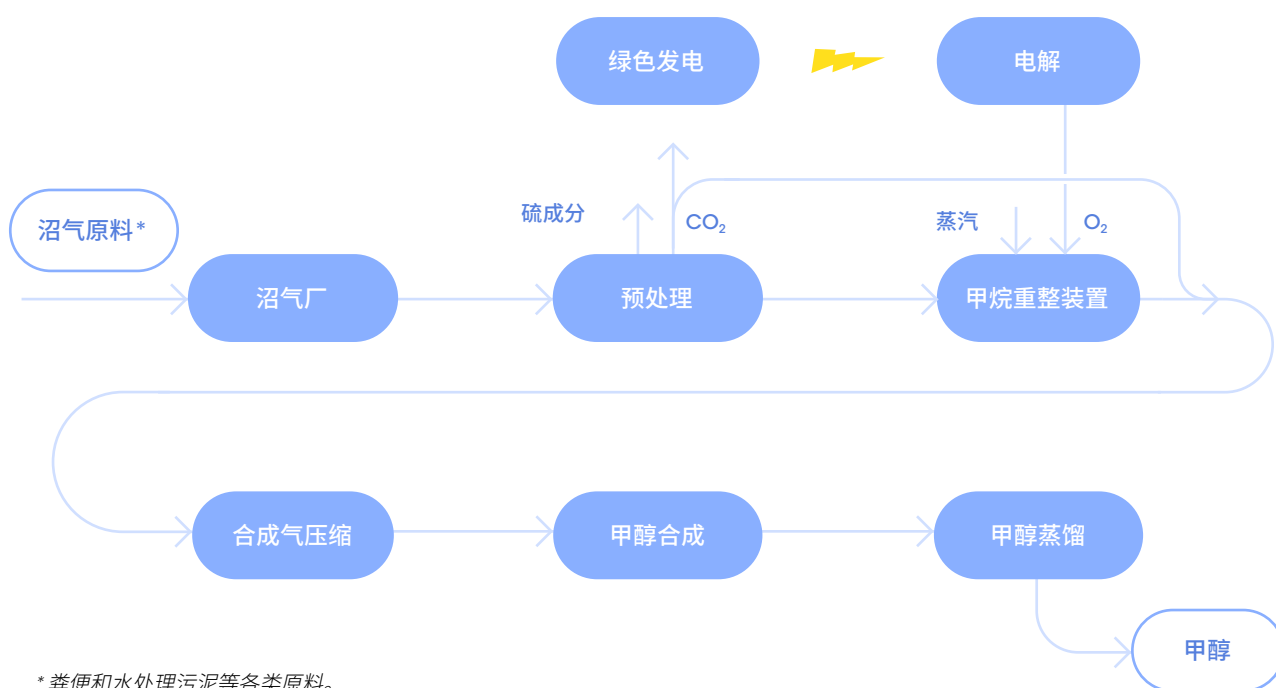 绿色发电
电解
沼气原料*
硫成分
CO₂
蒸汽
O₂
沼气厂
预处理
甲烷重整装置
合成气压缩
甲醇合成
甲醇蒸馏
甲醇
* 粪便和水处理污泥等各类原料。